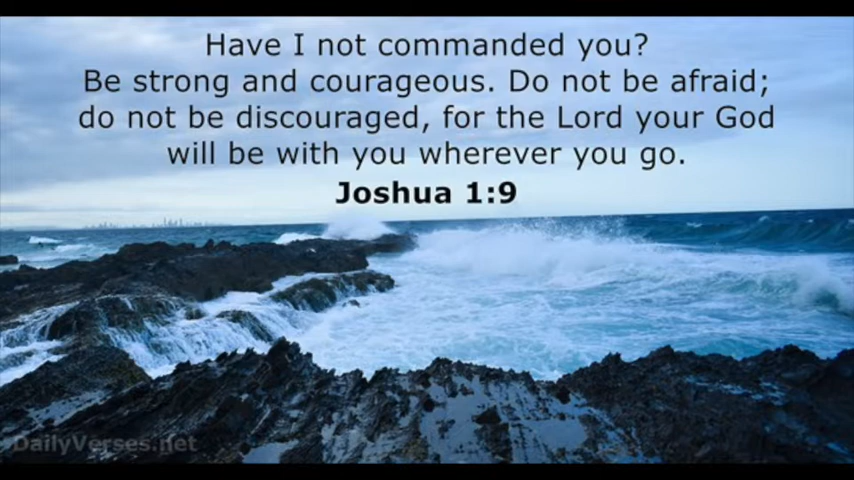 Have I not commanded you?
Be strong and courageous. Do not be afraid;
do not be discouraged, for the Lord your God
will be with you wherever you go.
Joshua 1:9
DailyVerses.net